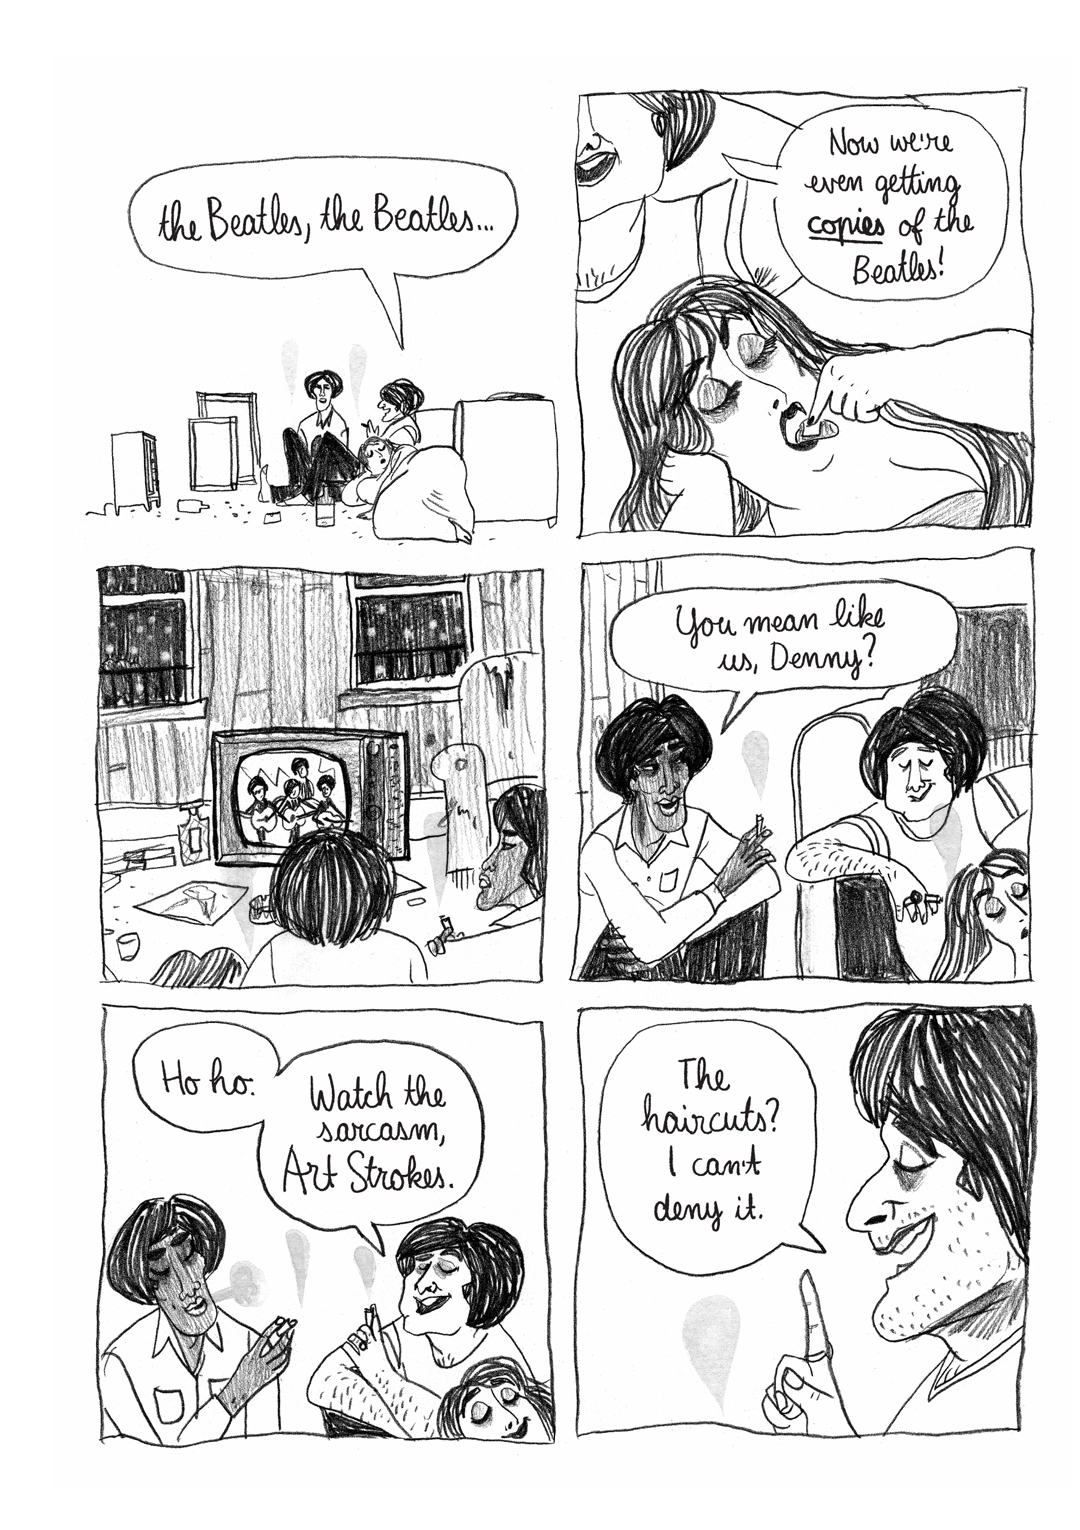 the Beatles, the Beatles...
Now we're
even getting
copies of the
Beatles!
You mean like
us, Denny?
Ho ho.
Watch the
sarcasm,
Art Strokes.
The
haircuts?
I can't
deny it.